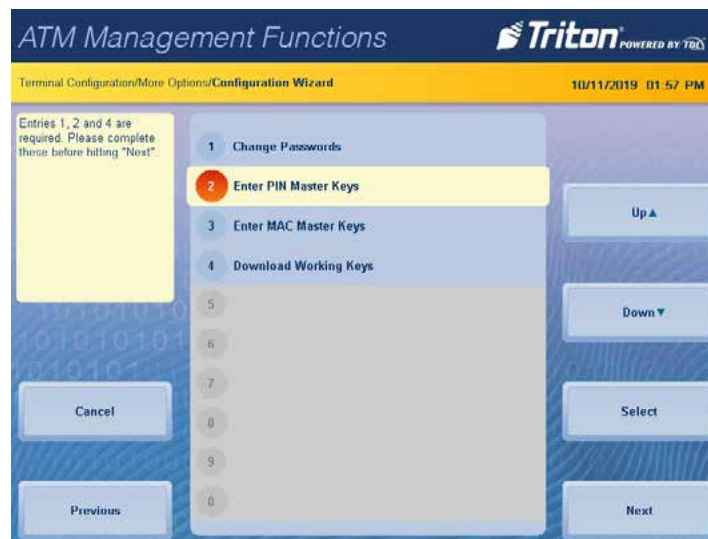 ATM Management Functions
Triton POWERED BY TDL
Terminal Configuration/More Options/Configuration Wizard
10/11/2019 01:57 PM
Entries 1, 2 and 4 are
required. Please complete
these before hitting "Next".
1 Change Passwords
2 Enter PIN Master Keys
3 Enter MAC Master Keys
4 Download Working Keys
5
6
7
9
0
Up▲
Down▼
Select
Next
Cancel
Previous